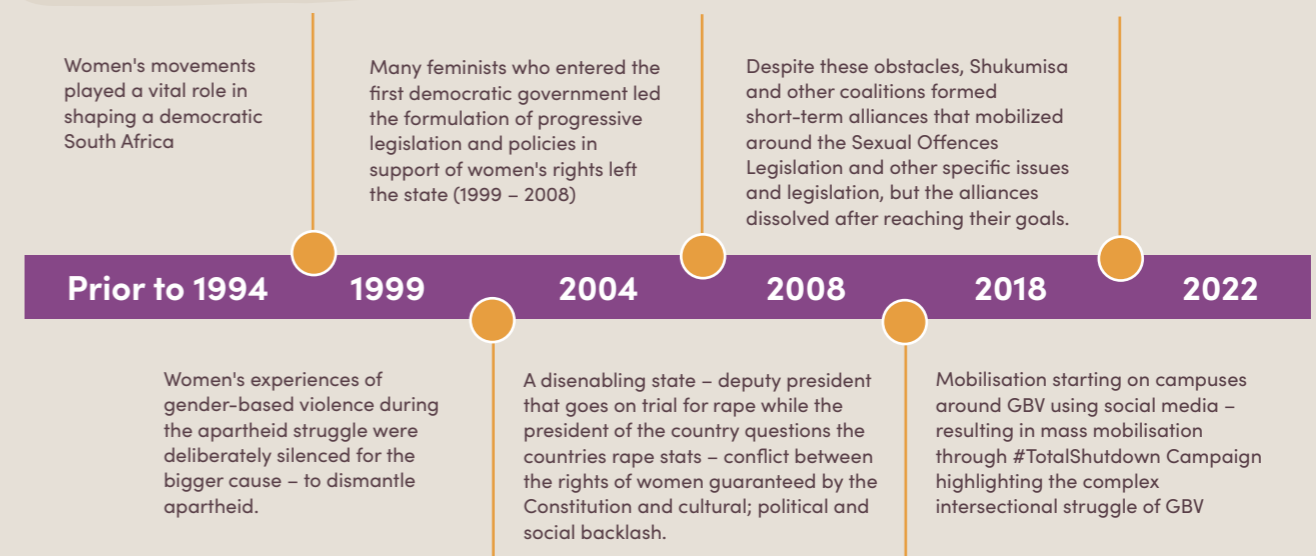 Women's movements
played a vital role in
shaping a democratic
South Africa
Many feminists who entered the
first democratic government led
the formulation of progressive
legislation and policies in
support of women's rights left
the state (1999 – 2008)
Despite these obstacles, Shukumisa
and other coalitions formed
short-term alliances that mobilized
around the Sexual Offences
Legislation and other specific issues
and legislation, but the alliances
dissolved after reaching their goals.
Prior to 1994 1999 2004 2008 2018 2022
Women's experiences of
gender-based violence during
the apartheid struggle were
deliberately silenced for the
bigger cause – to dismantle
apartheid.
A disenabling state – deputy president
that goes on trial for rape while the
president of the country questions the
countries rape stats – conflict between
the rights of women guaranteed by the
Constitution and cultural; political and
social backlash.
Mobilisation starting on campuses
around GBV using social media –
resulting in mass mobilisation
through #TotalShutdown Campaign
highlighting the complex
intersectional struggle of GBV